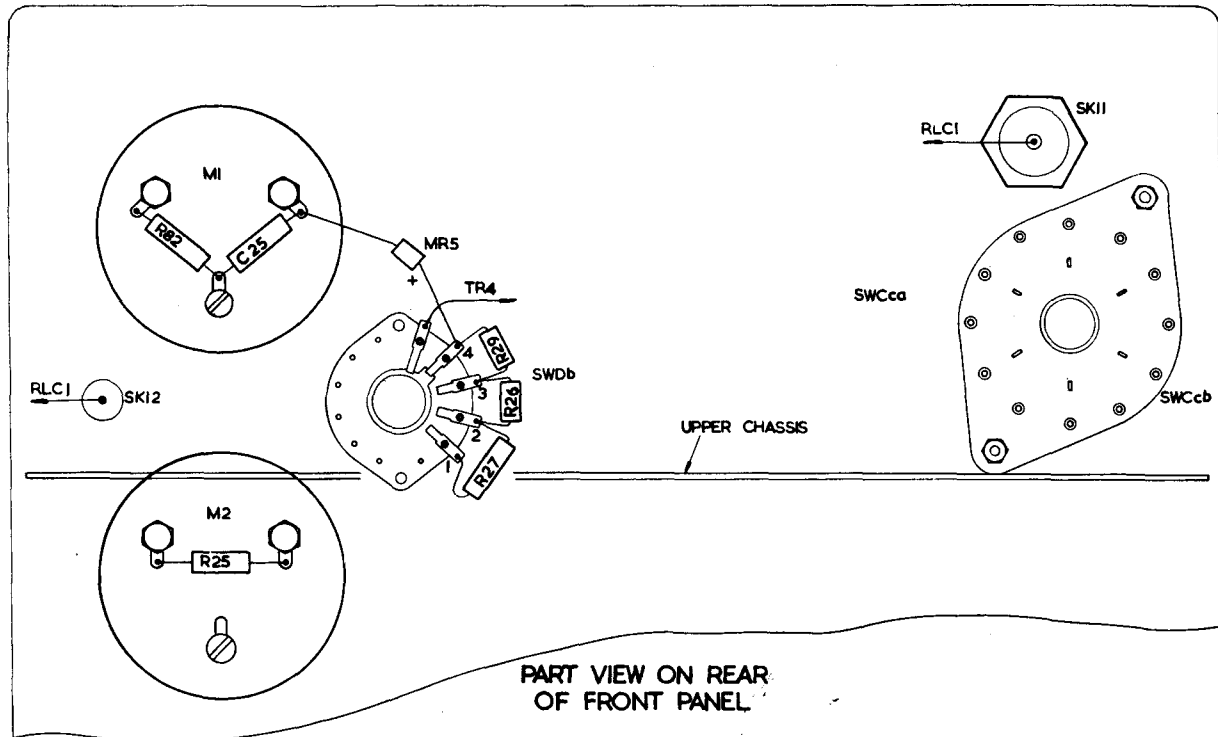 SK11
RLC1
M1
R82
C25
MR5
+
TR4
SWCca
4
R29
SWDb
3
R26
RLC1
SK12
2
SWCcb
UPPER CHASSIS
1
R27
M2
R25
PART VIEW ON REAR
OF FRONT PANEL